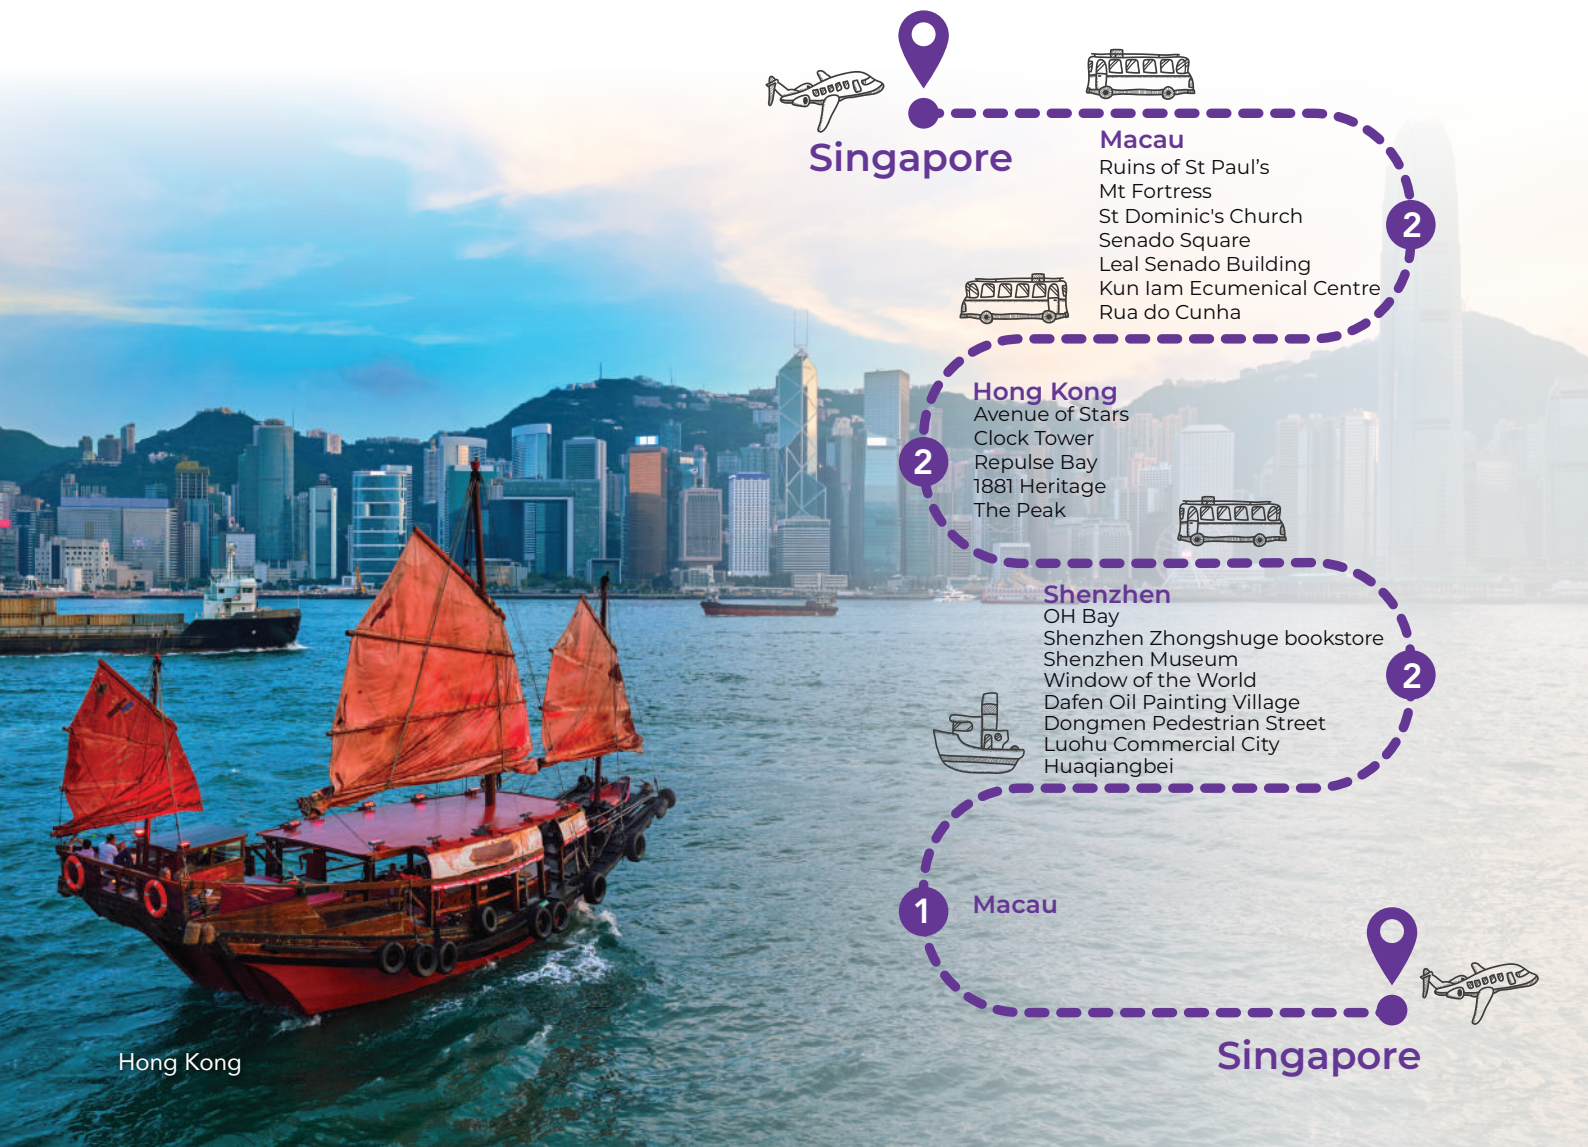 Singapore
Macau
Ruins of St Paul’s
Mt Fortress
St Dominic's Church
Senado Square
Leal Senado Building
Kun Iam Ecumenical Centre
Rua do Cunha
2
Hong Kong
Avenue of Stars
Clock Tower
Repulse Bay
1881 Heritage
The Peak
2
Shenzhen
OH Bay
Shenzhen Zhongshuge bookstore
Shenzhen Museum
Window of the World
Dafen Oil Painting Village
Dongmen Pedestrian Street
Luohu Commercial City
Huaqiangbei
2
1
Macau
Singapore
Hong Kong